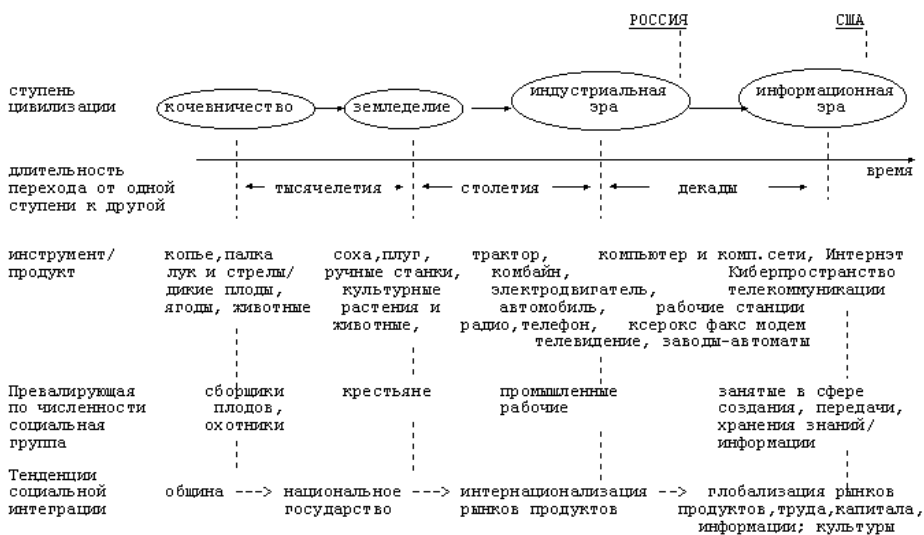 РОССИЯ США
ступень цивилизации
кочевничество
земледелие
индустриальная эра
информационная эра
длительность
перехода от одной
ступени к другой
время
тысячелетия
столетия
декады
инструмент/
продукт
копье,палка
лук и стрелы/
дикие плоды,
ягоды, животные
соха,плуг,
ручные станки,
культурные
растения и
животные,
трактор,
комбайн,
электродвигатель,
автомобиль,
радио,телефон,
телевидение, заводы-автоматы
компьютер и комп.сети, Интернэт
Киберпространство
телекоммуникации
рабочие станции
ксерокс факс модем
Превалирующая
по численности
социальная
группа
сборщики
плодов,
охотники
крестьяне
промышленные
рабочие
занятые в сфере
создания, передачи,
хранения знаний/
информации
Тенденции
социальной
интеграции
община ---> национальное
государство
---> интернационализация
рынков продуктов
--> глобализация рынков
продуктов,труда,капитала,
информации; культуры